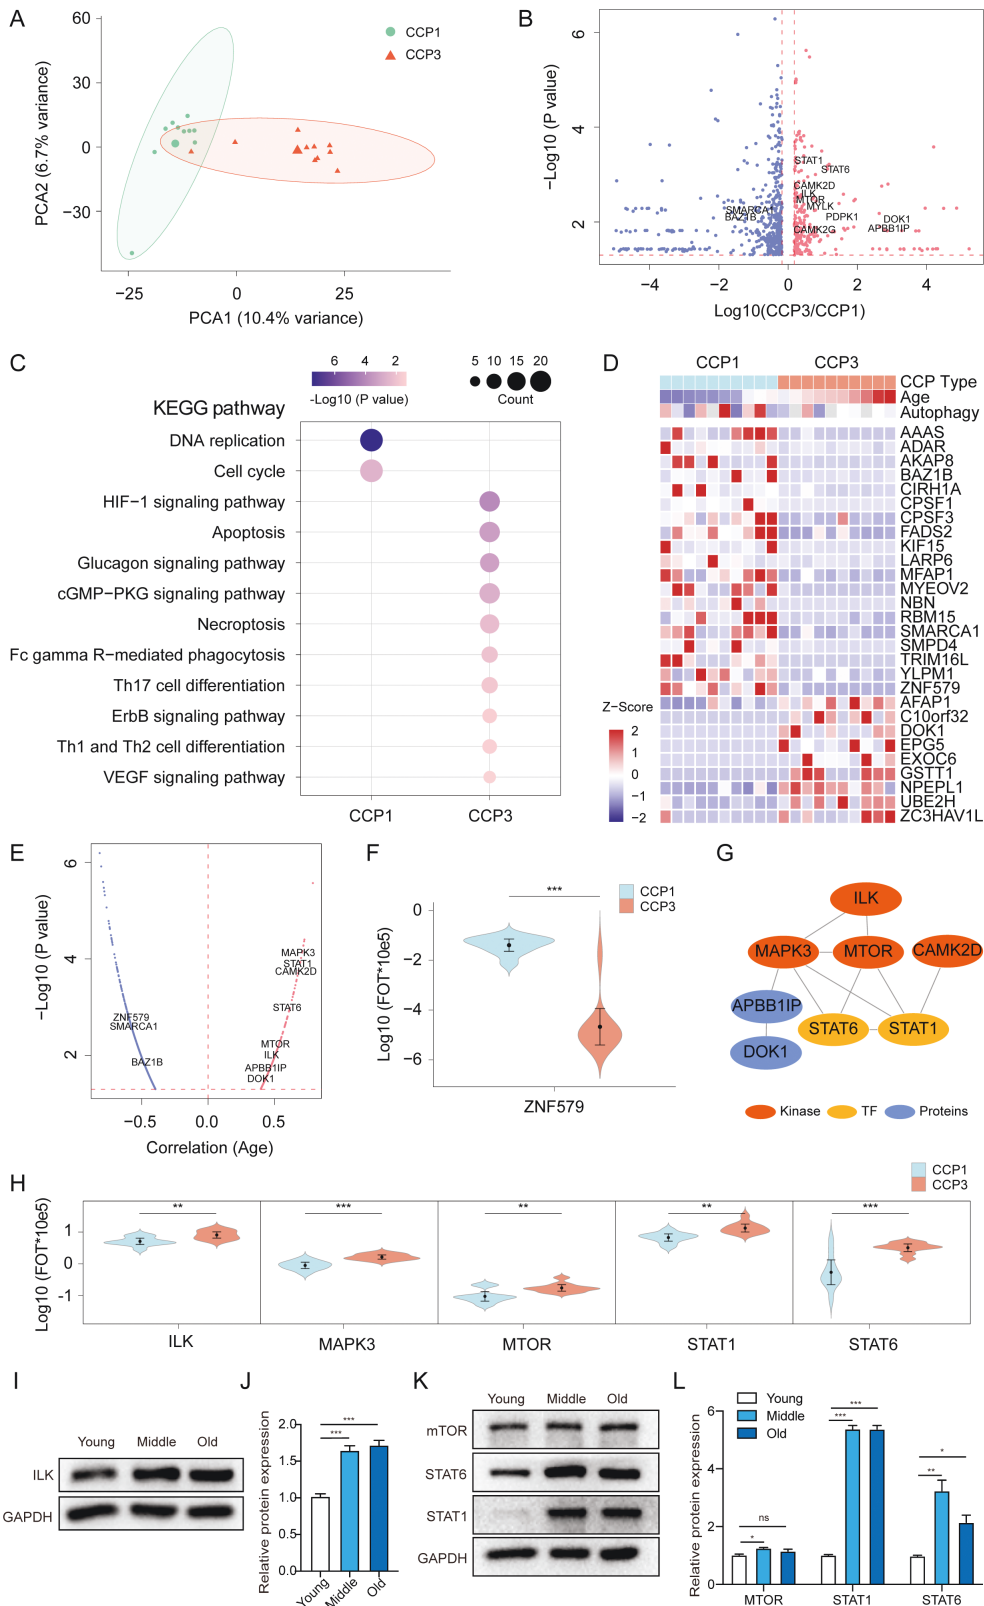 A
60
30
0
−30
PCA2 (6.7% variance)
−25
0
25
PCA1 (10.4% variance)
CCP1
CCP3
B
6
4
2
−Log10 (P value)
STAT1
STAT6
CAMK2D
ILK
MTOR
MYLK
SMARCA1
BAZ1B
PDPK1
DOK1
CAMK2G
APBB1IP
−4
−2
0
2
4
Log10(CCP3/CCP1)
C
6
4
2
-Log10 (P value)
5
10
15
20
Count
KEGG pathway
DNA replication
Cell cycle
HIF−1 signaling pathway
Apoptosis
Glucagon signaling pathway
cGMP−PKG signaling pathway
Necroptosis
Fc gamma R−mediated phagocytosis
Th17 cell differentiation
ErbB signaling pathway
Th1 and Th2 cell differentiation
VEGF signaling pathway
CCP1
CCP3
D
CCP1
CCP3
CCP Type
Age
Autophagy
AAAS
ADAR
AKAP8
BAZ1B
CIRH1A
CPSF1
CPSF3
FADS2
KIF15
LARP6
MFAP1
MYEOV2
NBN
RBM15
SMARCA1
SMPD4
TRIM16L
YLPM1
ZNF579
AFAP1
C10orf32
DOK1
EPG5
EXOC6
GSTT1
NPEPL1
UBE2H
ZC3HAV1L
Z−Score
2
1
0
−1
−2
E
6
4
2
−Log10 (P value)
MAPK3
STAT1
CAMK2D
STAT6
ZNF579
SMARCA1
MTOR
ILK
BAZ1B
APBB1IP
DOK1
−0.5
0.0
0.5
Correlation (Age)
F
CCP1
CCP3
***
0
−2
−4
−6
Log10 (FOT*10e5)
ZNF579
G
ILK
MAPK3
MTOR
CAMK2D
APBB1IP
STAT6
STAT1
DOK1
Kinase
TF
Proteins
H
CCP1
CCP3
Log10 (FOT*10e5)
1
0
-1
**
***
**
**
***
ILK
MAPK3
MTOR
STAT1
STAT6
I
Young
Middle
Old
ILK
GAPDH
J
Relative protein expression
2.0
1.5
1.0
0.5
0.0
***
***
Young
Middle
Old
K
Young
Middle
Old
mTOR
STAT6
STAT1
GAPDH
L
Young
Middle
Old
Relative protein expression
6
4
2
0
ns
*
***
***
*
**
MTOR
STAT1
STAT6